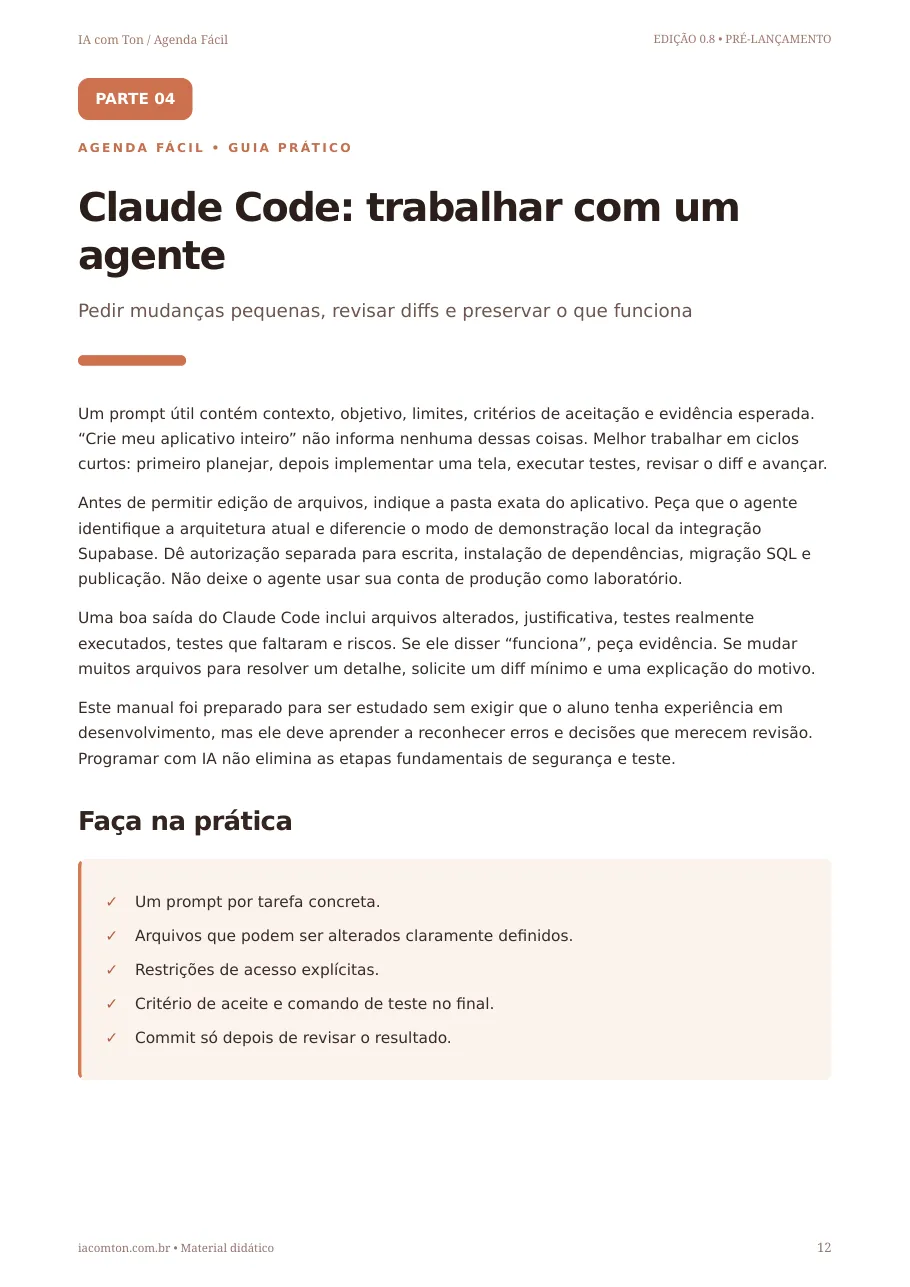 IA com Ton / Agenda Fácil
EDIÇÃO 0.8 • PRÉ-LANÇAMENTO
PARTE 04
AGENDA FÁCIL • GUIA PRÁTICO
Claude Code: trabalhar com um
agente
Pedir mudanças pequenas, revisar diffs e preservar o que funciona
Um prompt útil contém contexto, objetivo, limites, critérios de aceitação e evidência esperada.
“Crie meu aplicativo inteiro” não informa nenhuma dessas coisas. Melhor trabalhar em ciclos
curtos: primeiro planejar, depois implementar uma tela, executar testes, revisar o diff e avançar.
Antes de permitir edição de arquivos, indique a pasta exata do aplicativo. Peça que o agente
identifique a arquitetura atual e diferencie o modo de demonstração local da integração
Supabase. Dê autorização separada para escrita, instalação de dependências, migração SQL e
publicação. Não deixe o agente usar sua conta de produção como laboratório.
Uma boa saída do Claude Code inclui arquivos alterados, justificativa, testes realmente
executados, testes que faltaram e riscos. Se ele disser “funciona”, peça evidência. Se mudar
muitos arquivos para resolver um detalhe, solicite um diff mínimo e uma explicação do motivo.
Este manual foi preparado para ser estudado sem exigir que o aluno tenha experiência em
desenvolvimento, mas ele deve aprender a reconhecer erros e decisões que merecem revisão.
Programar com IA não elimina as etapas fundamentais de segurança e teste.
Faça na prática
✓ Um prompt por tarefa concreta.
✓ Arquivos que podem ser alterados claramente definidos.
✓ Restrições de acesso explícitas.
✓ Critério de aceite e comando de teste no final.
✓ Commit só depois de revisar o resultado.
iacomton.com.br • Material didático
12